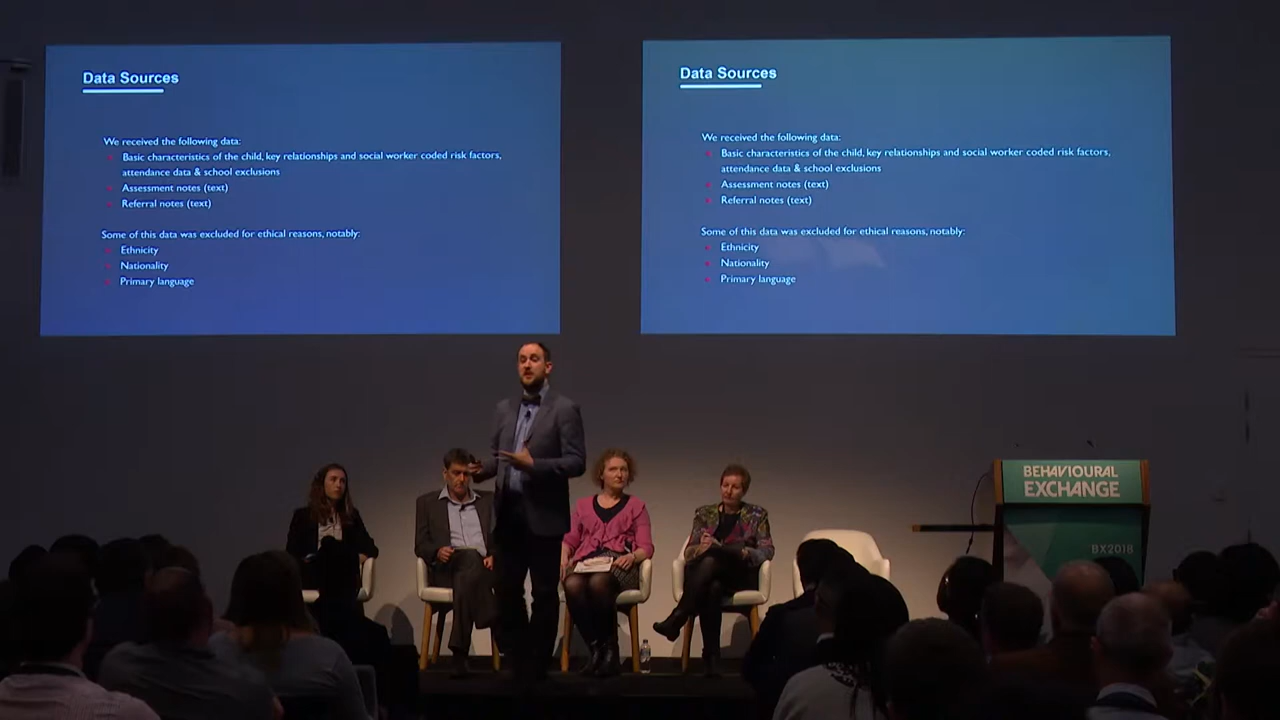 Data Sources
We received the following data:
Basic characteristics of the child, key relationships and social worker coded risk factors,
attendance data & school exclusions
Assessment notes (text)
Referral notes (text)
Some of this data was excluded for ethical reasons, notably:
Ethnicity
Nationality
Primary language
Data Sources
We received the following data:
Basic characteristics of the child, key relationships and social worker coded risk factors,
attendance data & school exclusions
Assessment notes (text)
Referral notes (text)
Some of this data was excluded for ethical reasons, notably:
Ethnicity
Nationality
Primary language
BEHAVIOURAL
EXCHANGE
BX2018